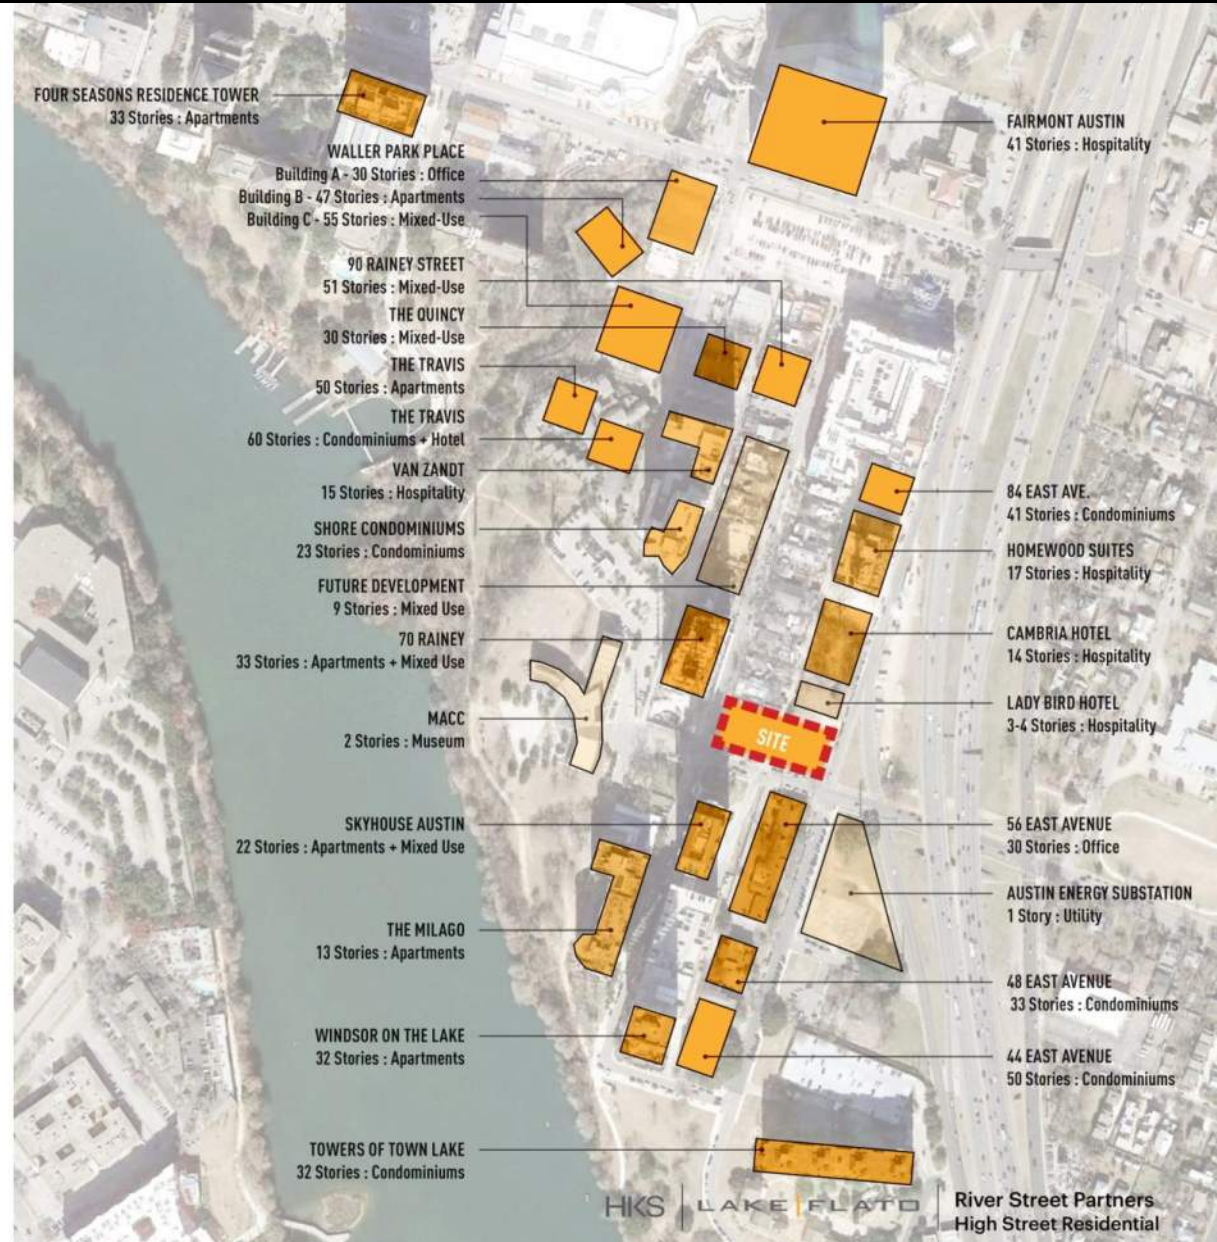 FOUR SEASONS RESIDENCE TOWER
33 Stories : Apartments
WALLER PARK PLACE
Building A - 30 Stories : Office
Building B - 47 Stories : Apartments
Building C - 55 Stories : Mixed-Use
90 RAINEY STREET
51 Stories : Mixed-Use
THE QUINCY
30 Stories : Mixed-Use
THE TRAVIS
50 Stories : Apartments
THE TRAVIS
60 Stories : Condominiums + Hotel
VAN ZANDT
15 Stories : Hospitality
SHORE CONDOMINIUMS
23 Stories : Condominiums
FUTURE DEVELOPMENT
9 Stories : Mixed Use
70 RAINEY
33 Stories : Apartments + Mixed Use
MACC
2 Stories : Museum
SKYHOUSE AUSTIN
22 Stories : Apartments + Mixed Use
THE MILAGO
13 Stories : Apartments
WINDSOR ON THE LAKE
32 Stories : Apartments
TOWERS OF TOWN LAKE
32 Stories : Condominiums
SITE
FAIRMONT AUSTIN
41 Stories : Hospitality
84 EAST AVE.
41 Stories : Condominiums
HOMEWOOD SUITES
17 Stories : Hospitality
CAMBRIA HOTEL
14 Stories : Hospitality
LADY BIRD HOTEL
3-4 Stories : Hospitality
56 EAST AVENUE
30 Stories : Office
AUSTIN ENERGY SUBSTATION
1 Story : Utility
48 EAST AVENUE
33 Stories : Condominiums
44 EAST AVENUE
50 Stories : Condominiums
HKS | LAKE | FLATO
River Street Partners
High Street Residential